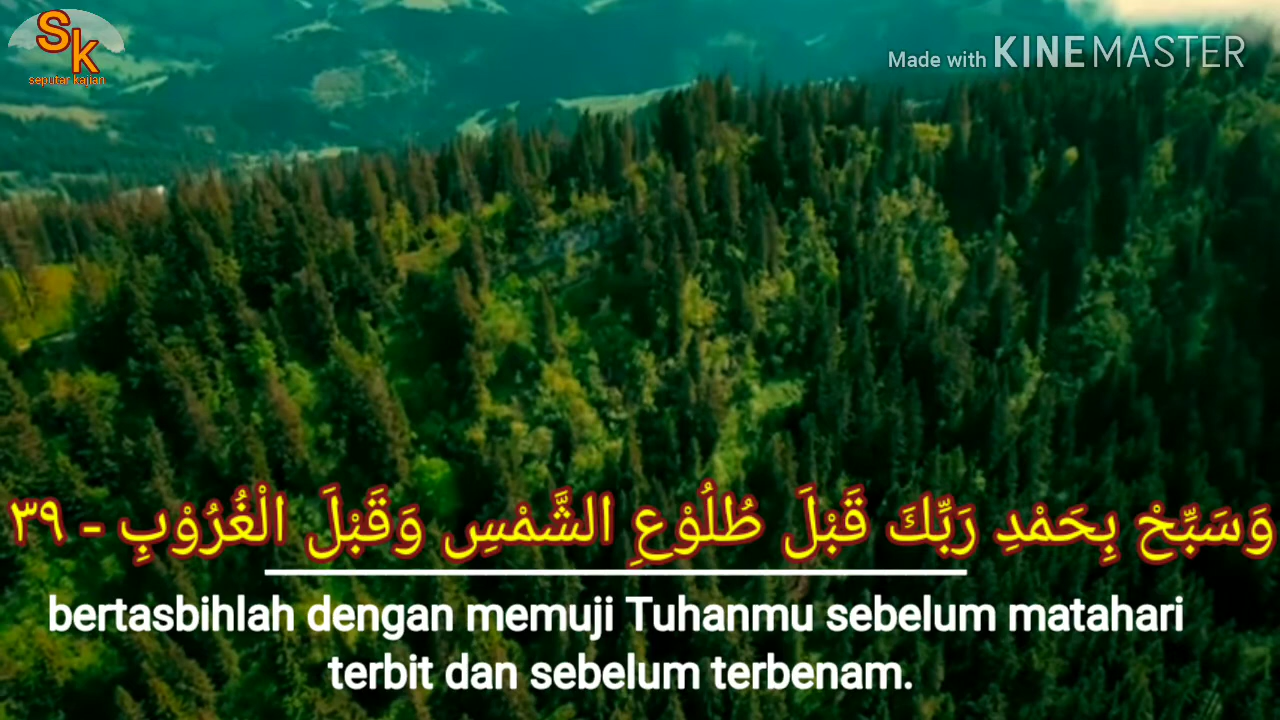 SK
seputar kajian
Made with KINEMASTER
وَسَبِّحْ بِحَمْدِ رَبِّكَ قَبْلَ طُلُوْعِ الشَّمْسِ وَقَبْلَ الْغُرُوْبِ - ٣٩
bertasbihlah dengan memuji Tuhanmu sebelum matahari
terbit dan sebelum terbenam.